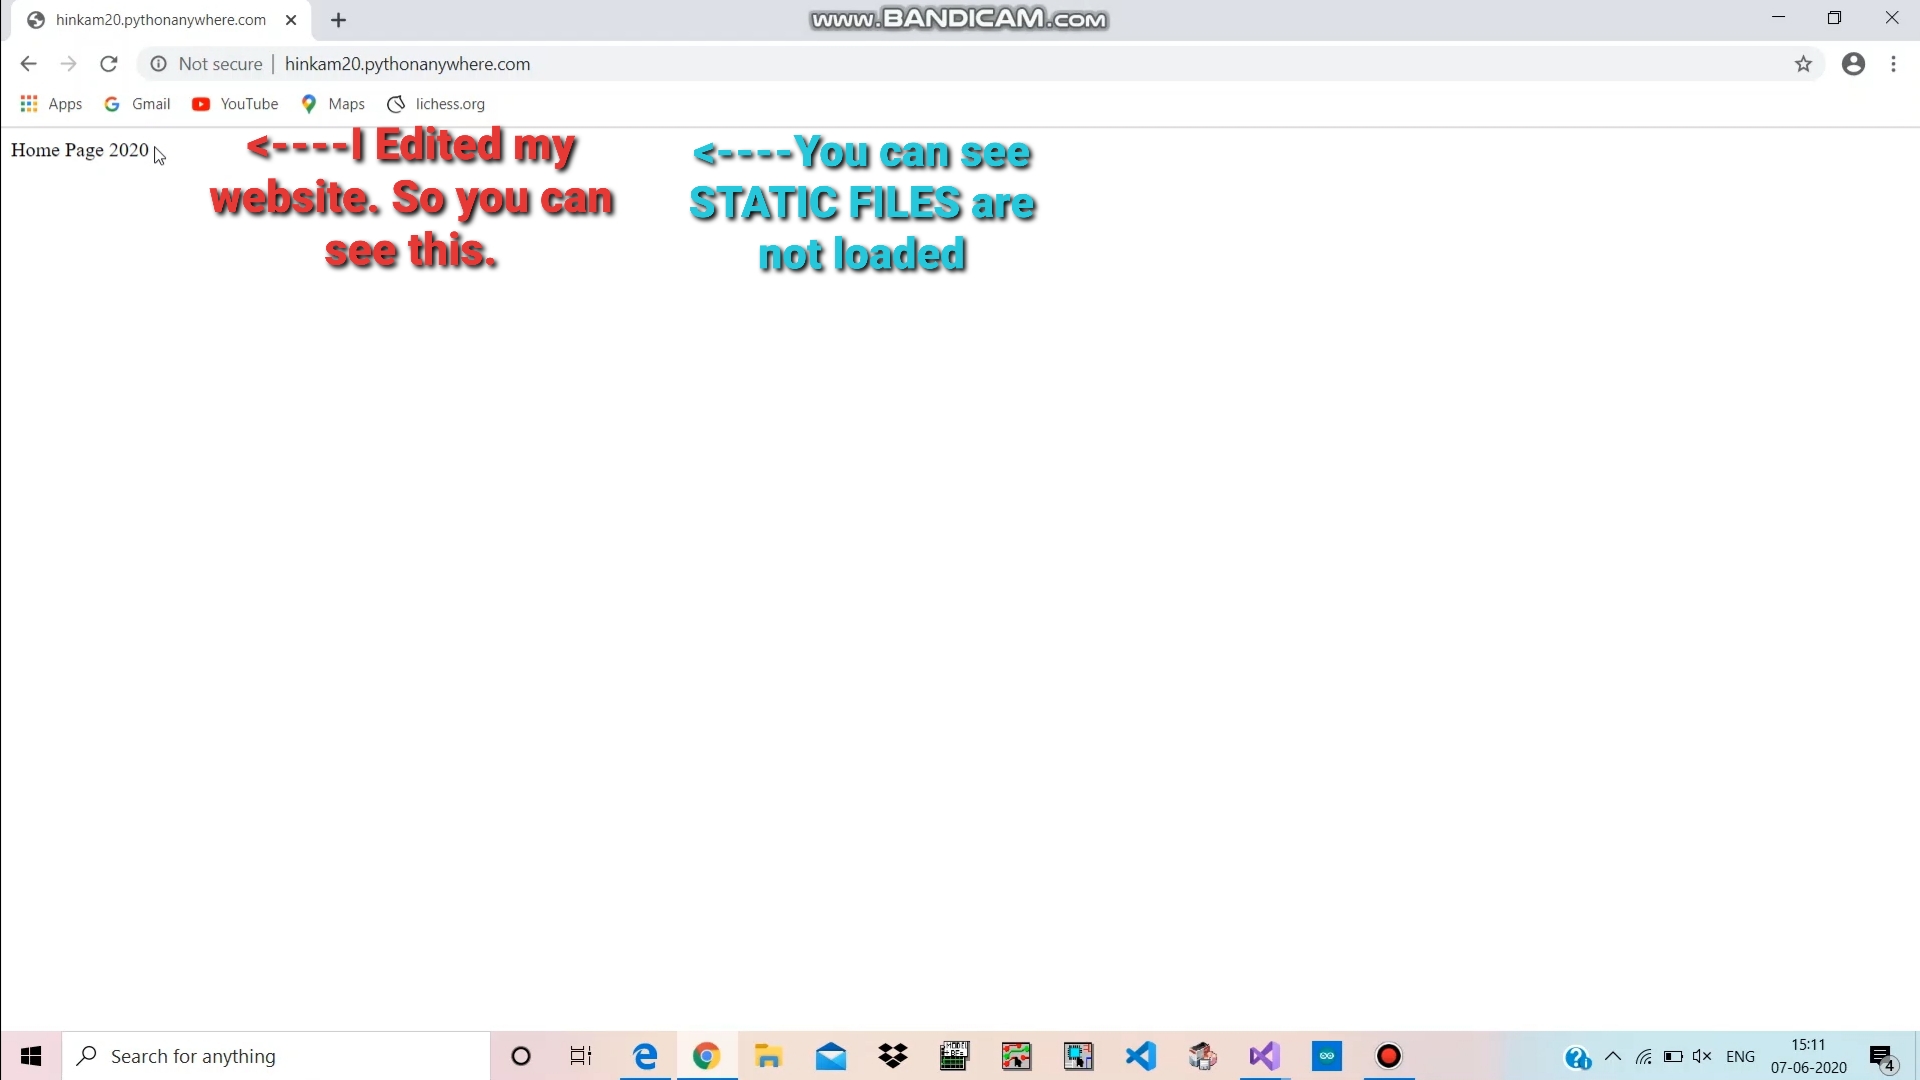 hinkam20.pythonanywhere.com
www.BANDICAM.com
Not secure | hinkam20.pythonanywhere.com
Apps Gmail YouTube Maps lichess.org
Home Page 2020
<----I Edited my
website. So you can
see this.
<----You can see
STATIC FILES are
not loaded
Search for anything
ENG
15:11
07-06-2020
4